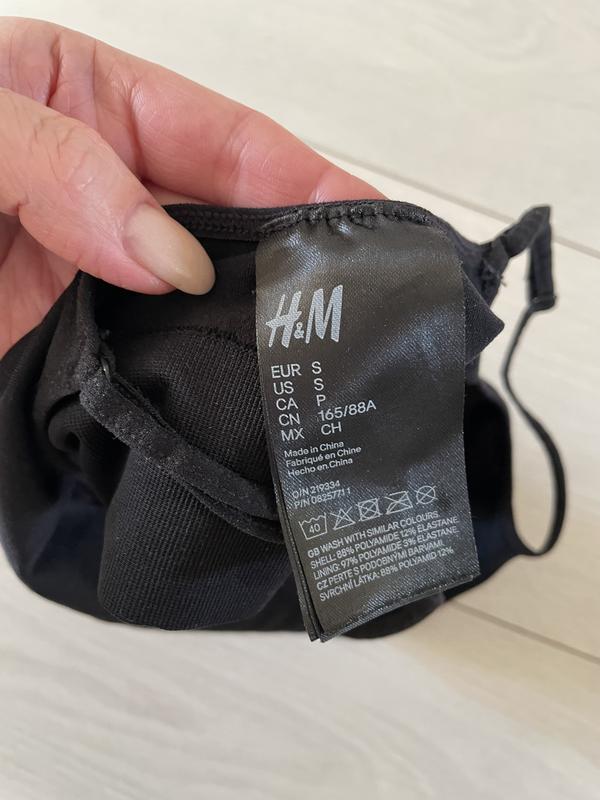 H&M
EUR S
US S
CA P
CN 165/88A
MX CH
Made in China
Fabriqué en Chine
Hecho en China
O/N 219334
P/N 0825771 1
40
GB WASH WITH SIMILAR COLOURS.
SHELL: 88% POLYAMIDE 12% ELASTANE.
LINING: 97% POLYAMIDE 3% ELASTANE.
CZ PERTE S PODOBNÝMI BARVAMI.
SVRCHNÍ LÁTKA: 88% POLYAMID 12%